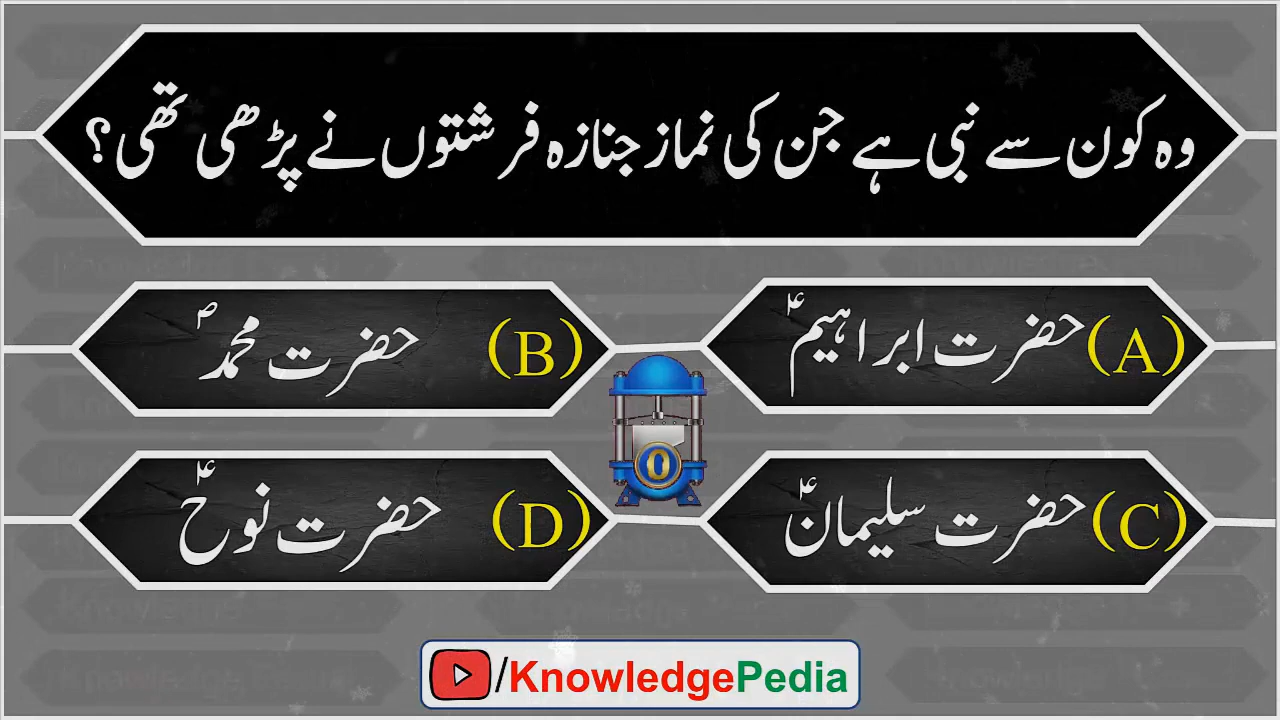 وہ کون سے نبی ہے جن کی نماز جنازہ فرشتوں نے پڑھی تھی؟
(A) حضرت ابراہیمؑ
(B) حضرت محمدؐ
(C) حضرت سلیمانؑ
(D) حضرت نوحؑ
0
/KnowledgePedia